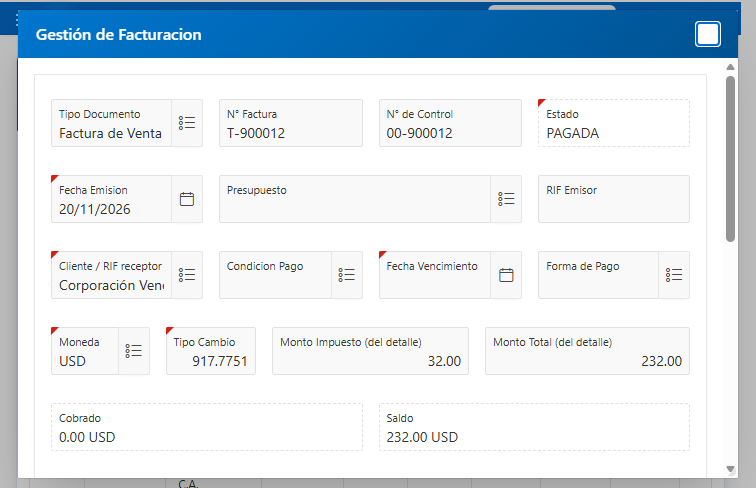 Gestión de Facturacion
Tipo Documento
Factura de Venta
N° Factura
T-900012
N° de Control
00-900012
Estado
PAGADA
Fecha Emision
20/11/2026
Presupuesto
RIF Emisor
Cliente / RIF receptor
Corporación
Condicion Pago
Fecha Vencimiento
Forma de Pago
Moneda
USD
Tipo Cambio
917.7751
Monto Impuesto (del detalle)
32.00
Monto Total (del detalle)
232.00
Cobrado
0.00 USD
Saldo
232.00 USD
C.A.